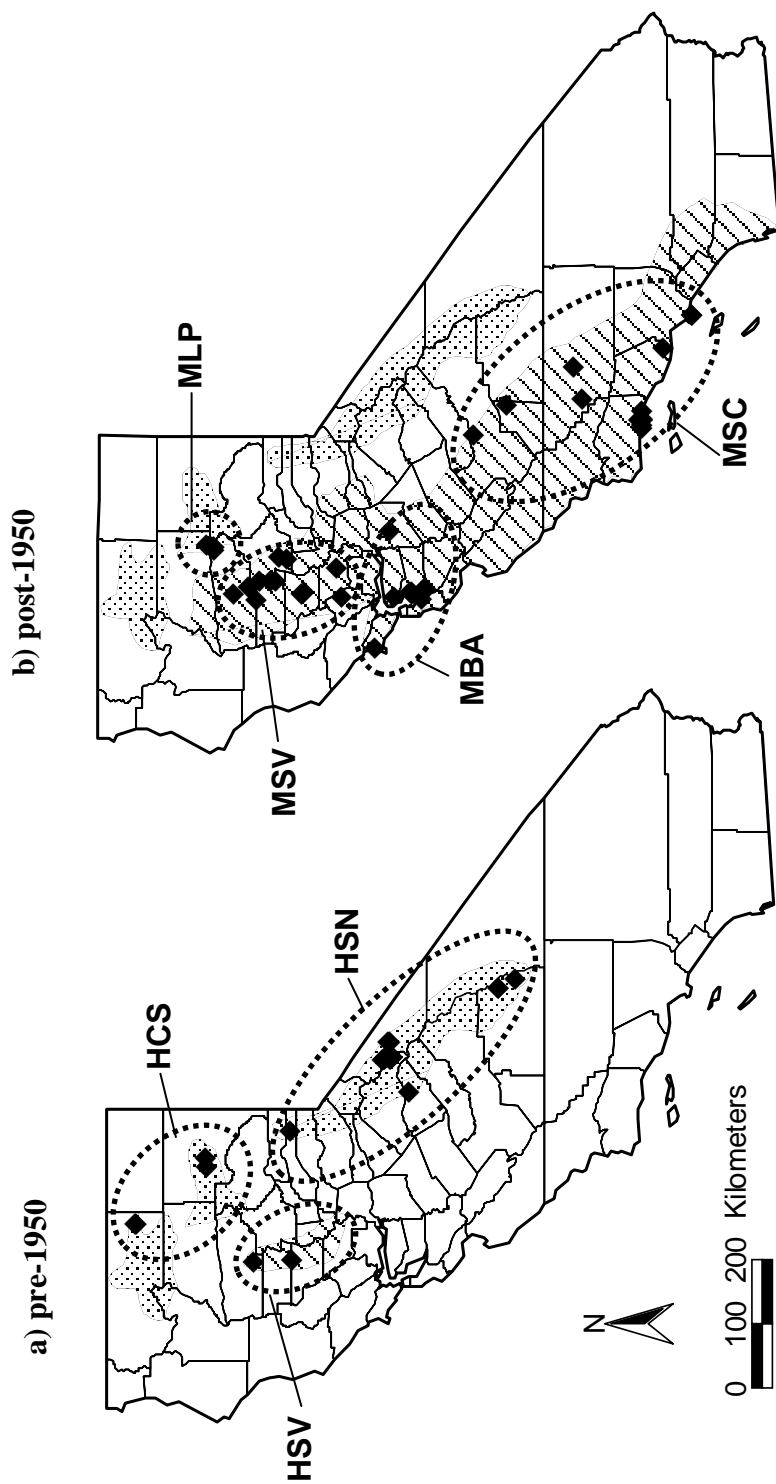 a) pre-1950
HCS
HSN
HSV
N
0 100 200 Kilometers
b) post-1950
MLP
MSV
MBA
MSC